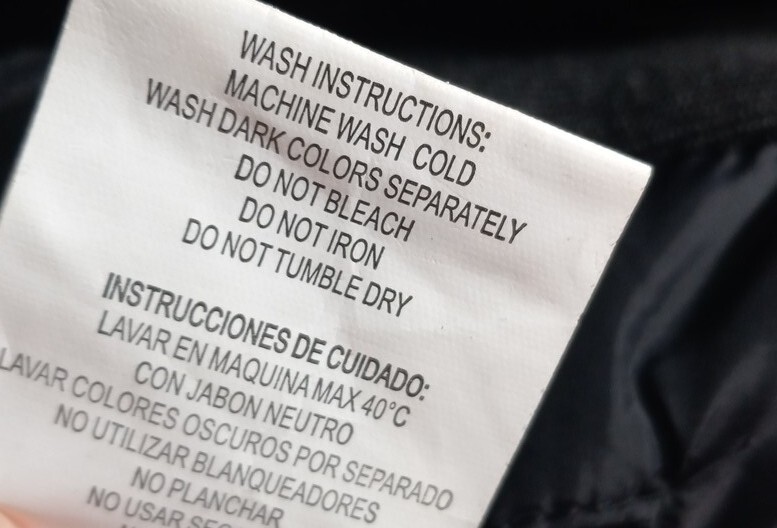 WASH INSTRUCTIONS:
MACHINE WASH COLD
WASH DARK COLORS SEPARATELY
DO NOT BLEACH
DO NOT IRON
DO NOT TUMBLE DRY
INSTRUCCIONES DE CUIDADO:
LAVAR EN MAQUINA MAX 40°C
CON JABON NEUTRO
LAVAR COLORES OSCUROS POR SEPARADO
NO UTILIZAR BLANQUEADORES
NO PLANCHAR
NO USAR